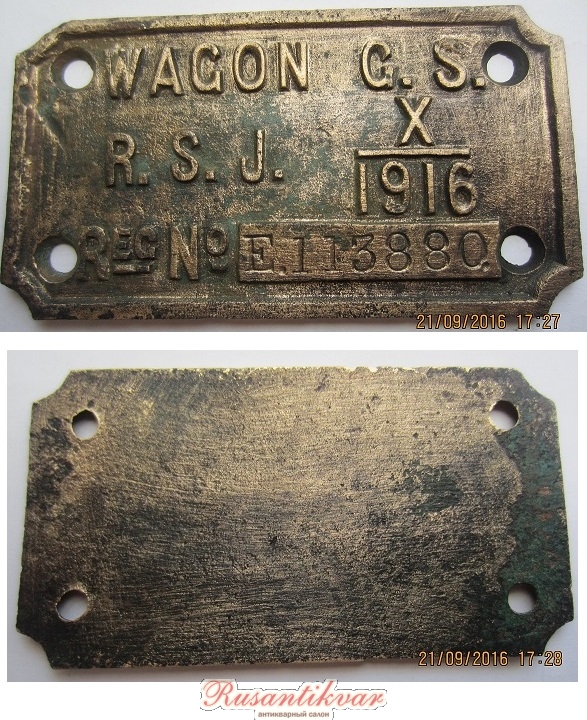 WAGON G. S.
R. S. J. X
1916
REG NO E.113880.
21/09/2016 17:27
21/09/2016 17:28
Rusantikvar
антикварный салон